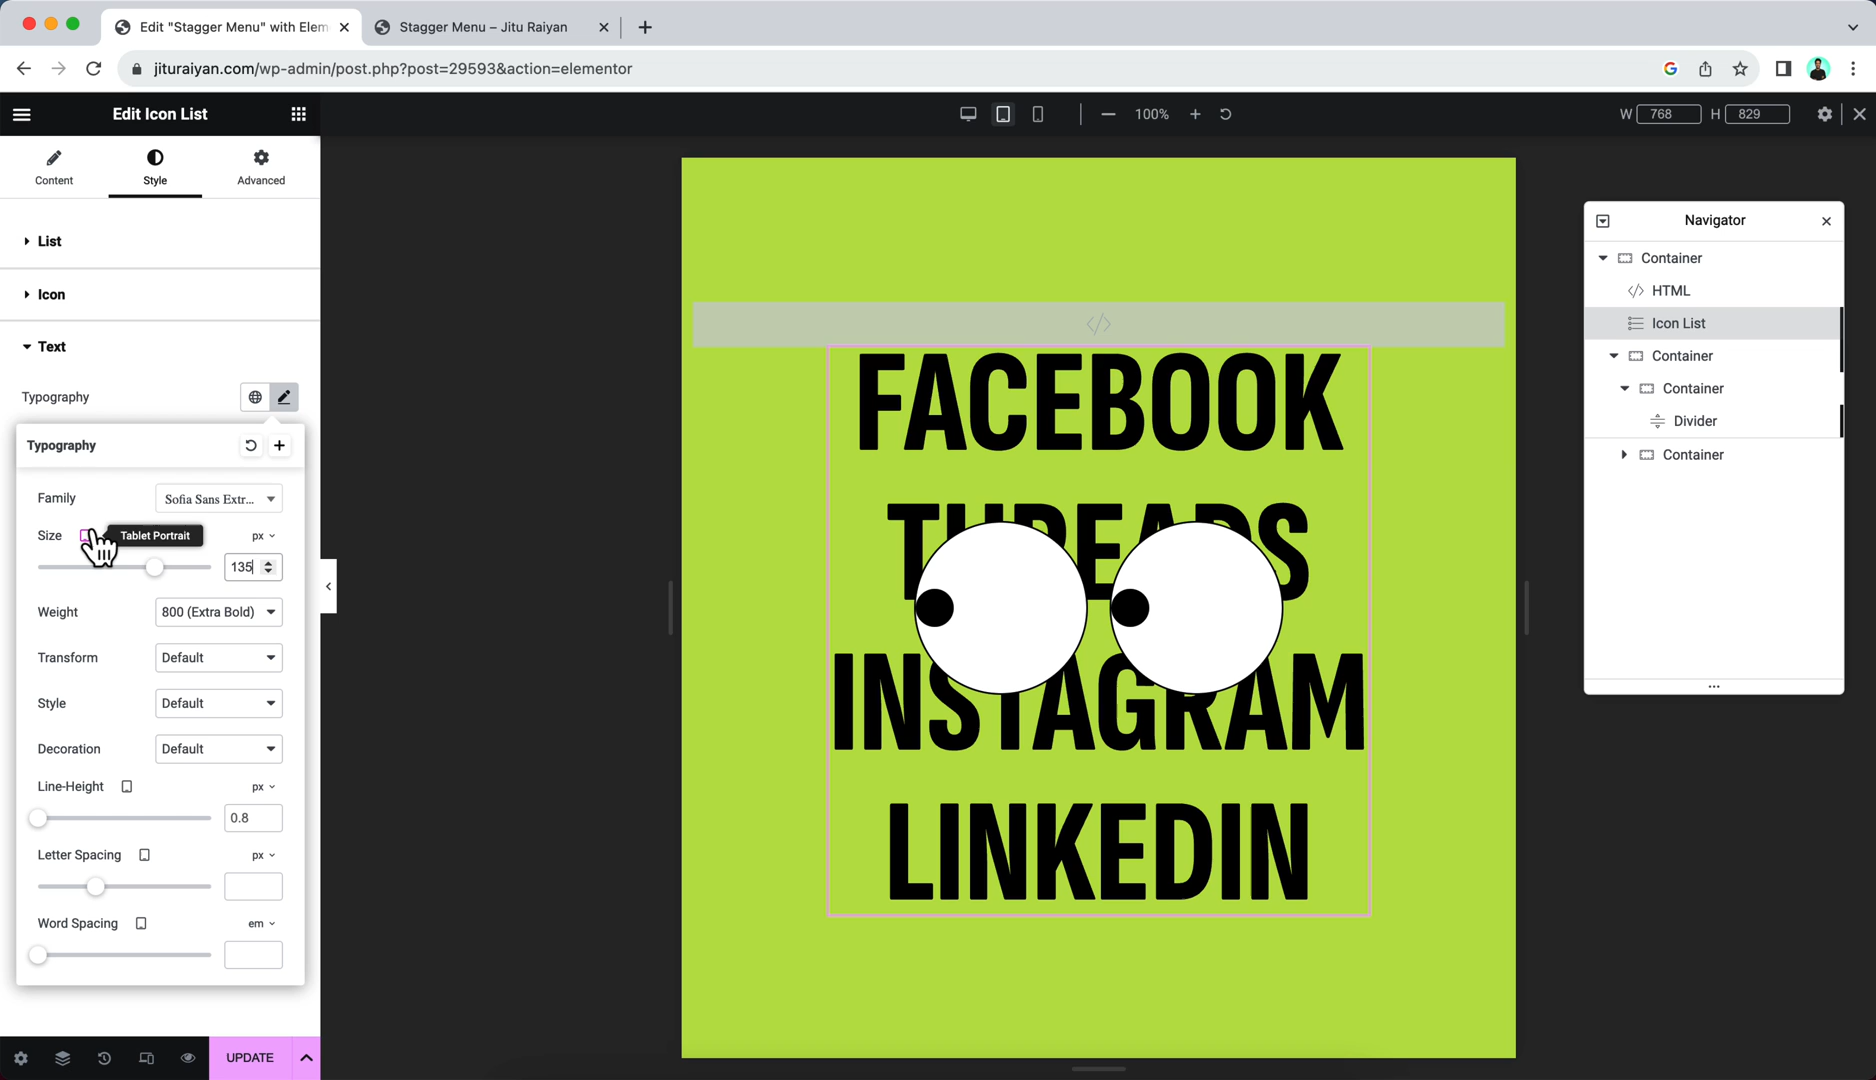 Edit "Stagger Menu" with Elem
Stagger Menu – Jitu Raiyan
jituraiyan.com/wp-admin/post.php?post=29593&action=elementor
Edit Icon List
100%
W 768 H 829
Content
Style
Advanced
List
Icon
Text
Typography
Typography
Family
Sofia Sans Extr...
Size
Tablet Portrait
px
135
Weight
800 (Extra Bold)
Transform
Default
Style
Default
Decoration
Default
Line-Height
px
0.8
Letter Spacing
px
Word Spacing
em
UPDATE
FACEBOOK
THREADS
INSTAGRAM
LINKEDIN
Navigator
Container
</> HTML
Icon List
Container
Container
Divider
Container